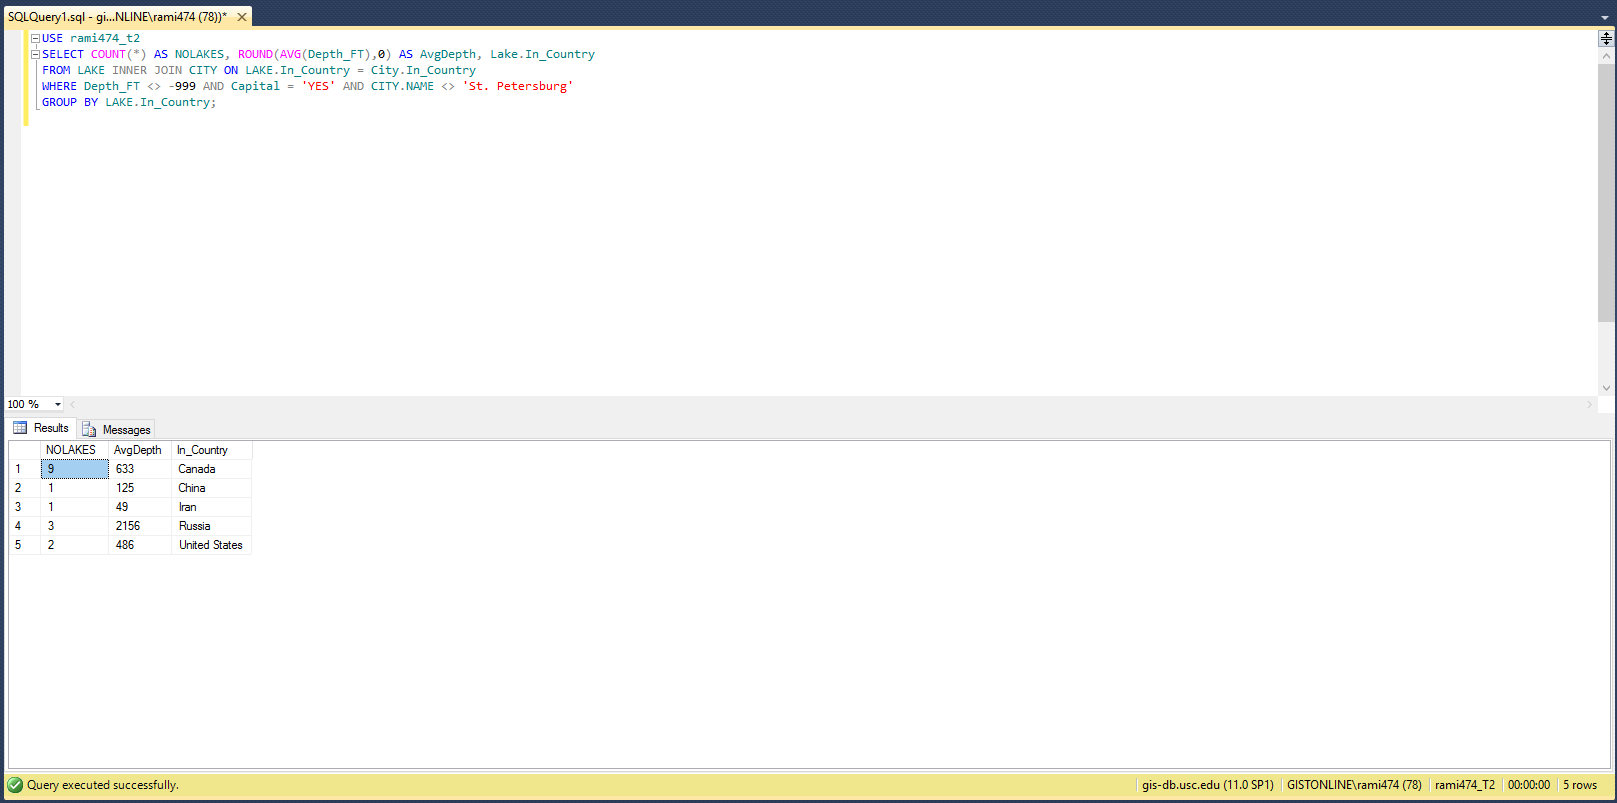 SQLQuery1.sql - gi...NLINE\rami474 (78))*
USE rami474_t2
SELECT COUNT(*) AS NOLAKES, ROUND(AVG(Depth_FT),0) AS AvgDepth, Lake.In_Country
FROM LAKE INNER JOIN CITY ON LAKE.In_Country = City.In_Country
WHERE Depth_FT <> -999 AND Capital = 'YES' AND CITY.NAME <> 'St. Petersburg'
GROUP BY LAKE.In_Country;
100 %
Results Messages
NOLAKES AvgDepth In_Country
1 9 633 Canada
2 1 125 China
3 1 49 Iran
4 3 2156 Russia
5 2 486 United States
Query executed successfully. gis-db.usc.edu (11.0 SP1) GISTONLINE\rami474 (78) rami474_T2 00:00:00 5 rows